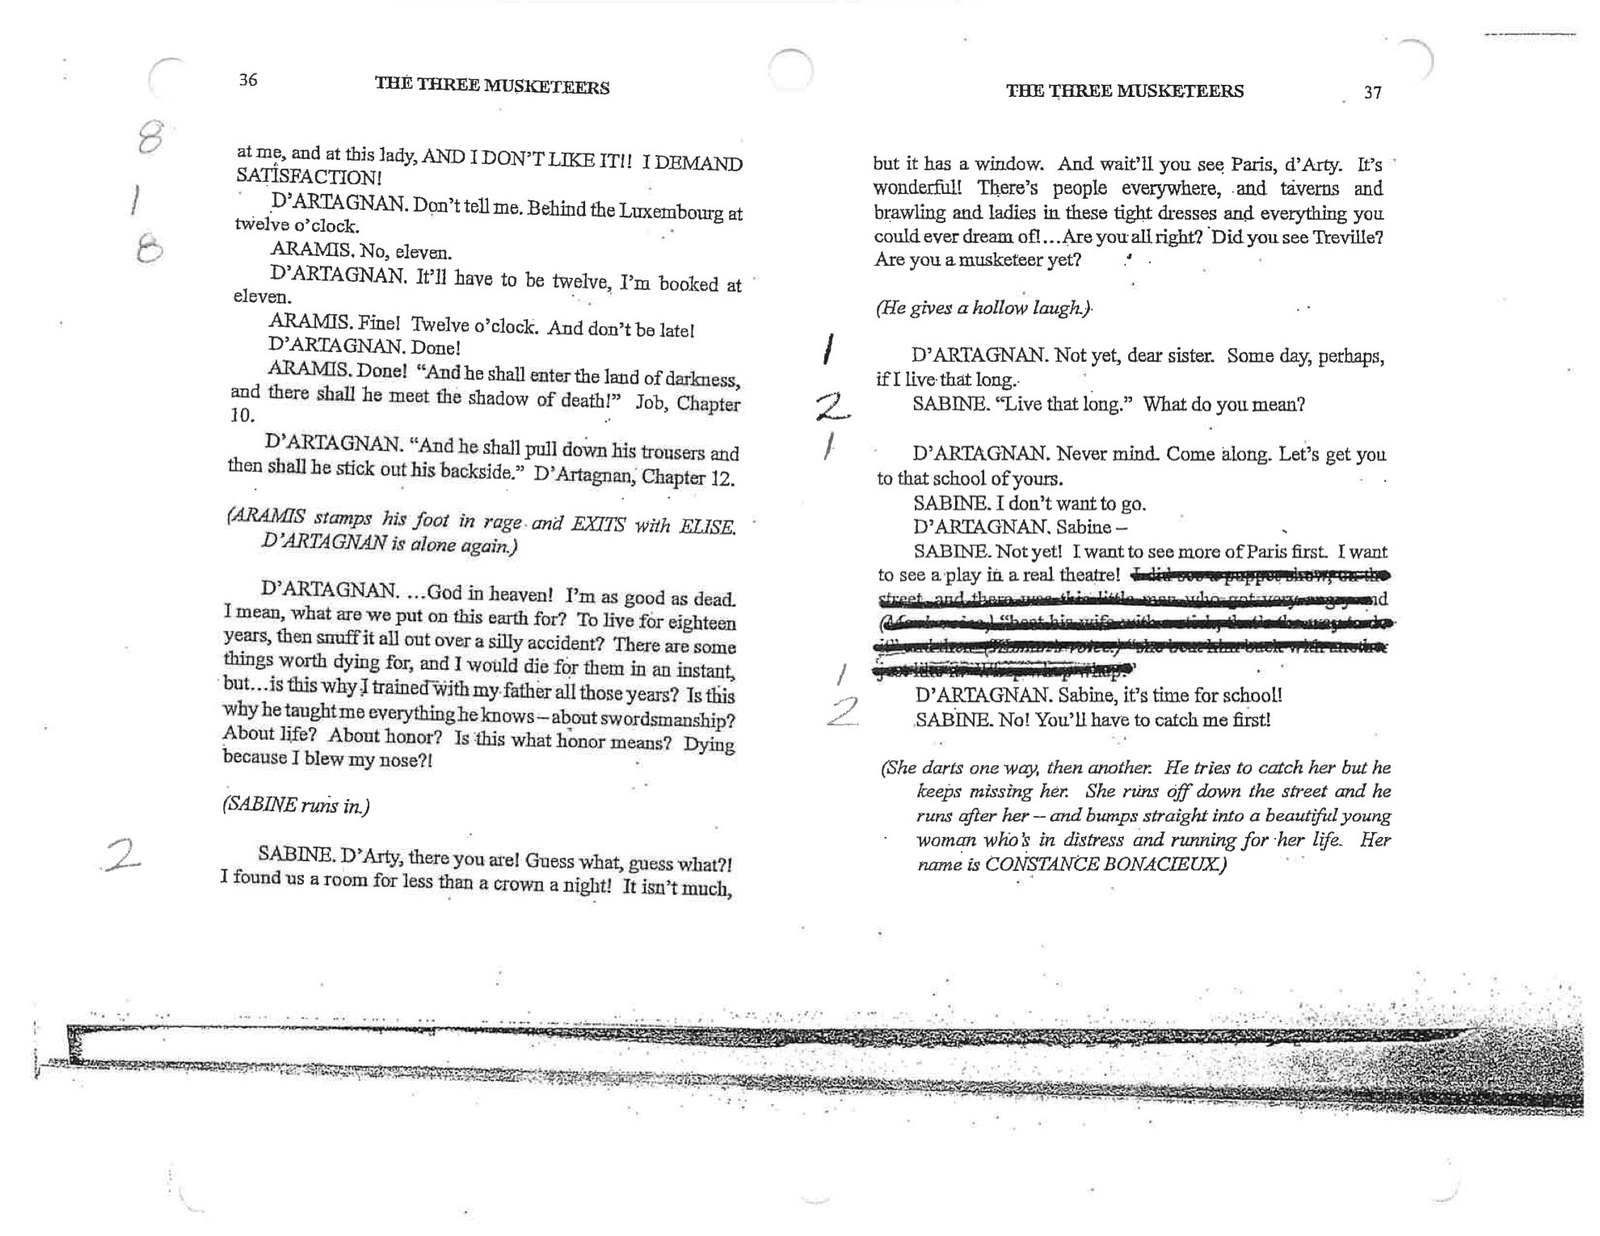 36
THE THREE MUSKETEERS
8
at me, and at this lady, AND I DON'T LIKE IT!! I DEMAND
SATISFACTION!
1
D'ARTAGNAN. Don't tell me. Behind the Luxembourg at
twelve o'clock.
8
ARAMIS. No, eleven.
D'ARTAGNAN. It'll have to be twelve, I'm booked at
eleven.
ARAMIS. Fine! Twelve o'clock. And don't be late!
D'ARTAGNAN. Done!
ARAMIS. Done! "And he shall enter the land of darkness,
and there shall he meet the shadow of death!" Job, Chapter
10.
D'ARTAGNAN. "And he shall pull down his trousers and
then shall he stick out his backside." D'Artagnan, Chapter 12.
(ARAMIS stamps his foot in rage and EXITS with ELISE.
D'ARTAGNAN is alone again.)
D'ARTAGNAN. ...God in heaven! I'm as good as dead.
I mean, what are we put on this earth for? To live for eighteen
years, then snuff it all out over a silly accident? There are some
things worth dying for, and I would die for them in an instant,
but...is this why I trained with my father all those years? Is this
why he taught me everything he knows – about swordsmanship?
About life? About honor? Is this what honor means? Dying
because I blew my nose?!
(SABINE runs in.)
2
SABINE. D'Arty, there you are! Guess what, guess what?!
I found us a room for less than a crown a night! It isn't much,
THE THREE MUSKETEERS
37
but it has a window. And wait'll you see Paris, d'Arty. It's
wonderful! There's people everywhere, and taverns and
brawling and ladies in these tight dresses and everything you
could ever dream of!...Are you all right? Did you see Treville?
Are you a musketeer yet?
(He gives a hollow laugh.)
1
D'ARTAGNAN. Not yet, dear sister. Some day, perhaps,
if I live that long.
2
SABINE. "Live that long." What do you mean?
1
D'ARTAGNAN. Never mind. Come along. Let's get you
to that school of yours.
SABINE. I don't want to go.
D'ARTAGNAN. Sabine –
SABINE. Not yet! I want to see more of Paris first. I want
to see a play in a real theatre! I did see a puppet show, on the
street, and there was this little man who got very angry and
1
D'ARTAGNAN. Sabine, it's time for school!
2
SABINE. No! You'll have to catch me first!
(She darts one way, then another. He tries to catch her but he
keeps missing her. She runs off down the street and he
runs after her – and bumps straight into a beautiful young
woman who's in distress and running for her life. Her
name is CONSTANCE BONACIEUX.)